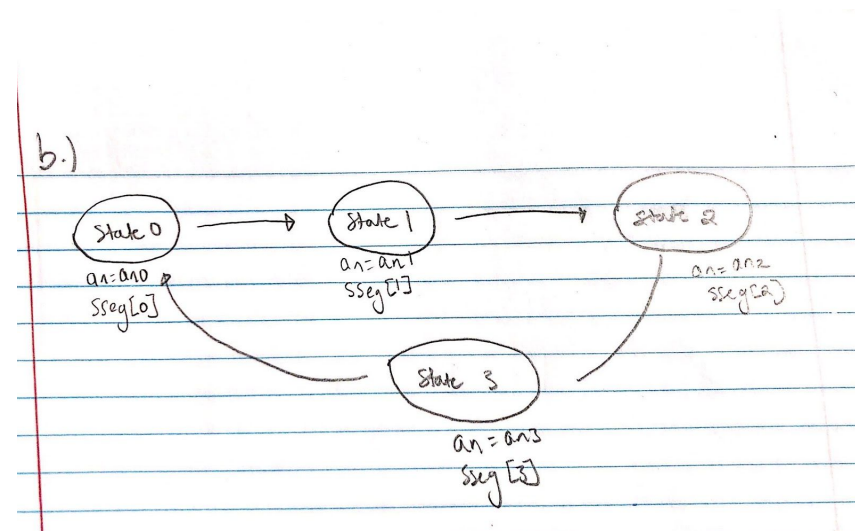 b.)
State 0
State 1
State 2
an=an0
sseg[0]
an=an1
sseg[1]
an=an2
sseg[2]
State 3
an=an3
sseg[3]